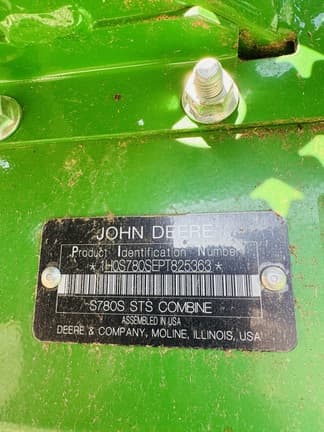 JOHN DEERE
Product Identification Number
*1H0S780SEPT825363*
S780S STS COMBINE
ASSEMBLED IN USA
DEERE & COMPANY, MOLINE, ILLINOIS, USA